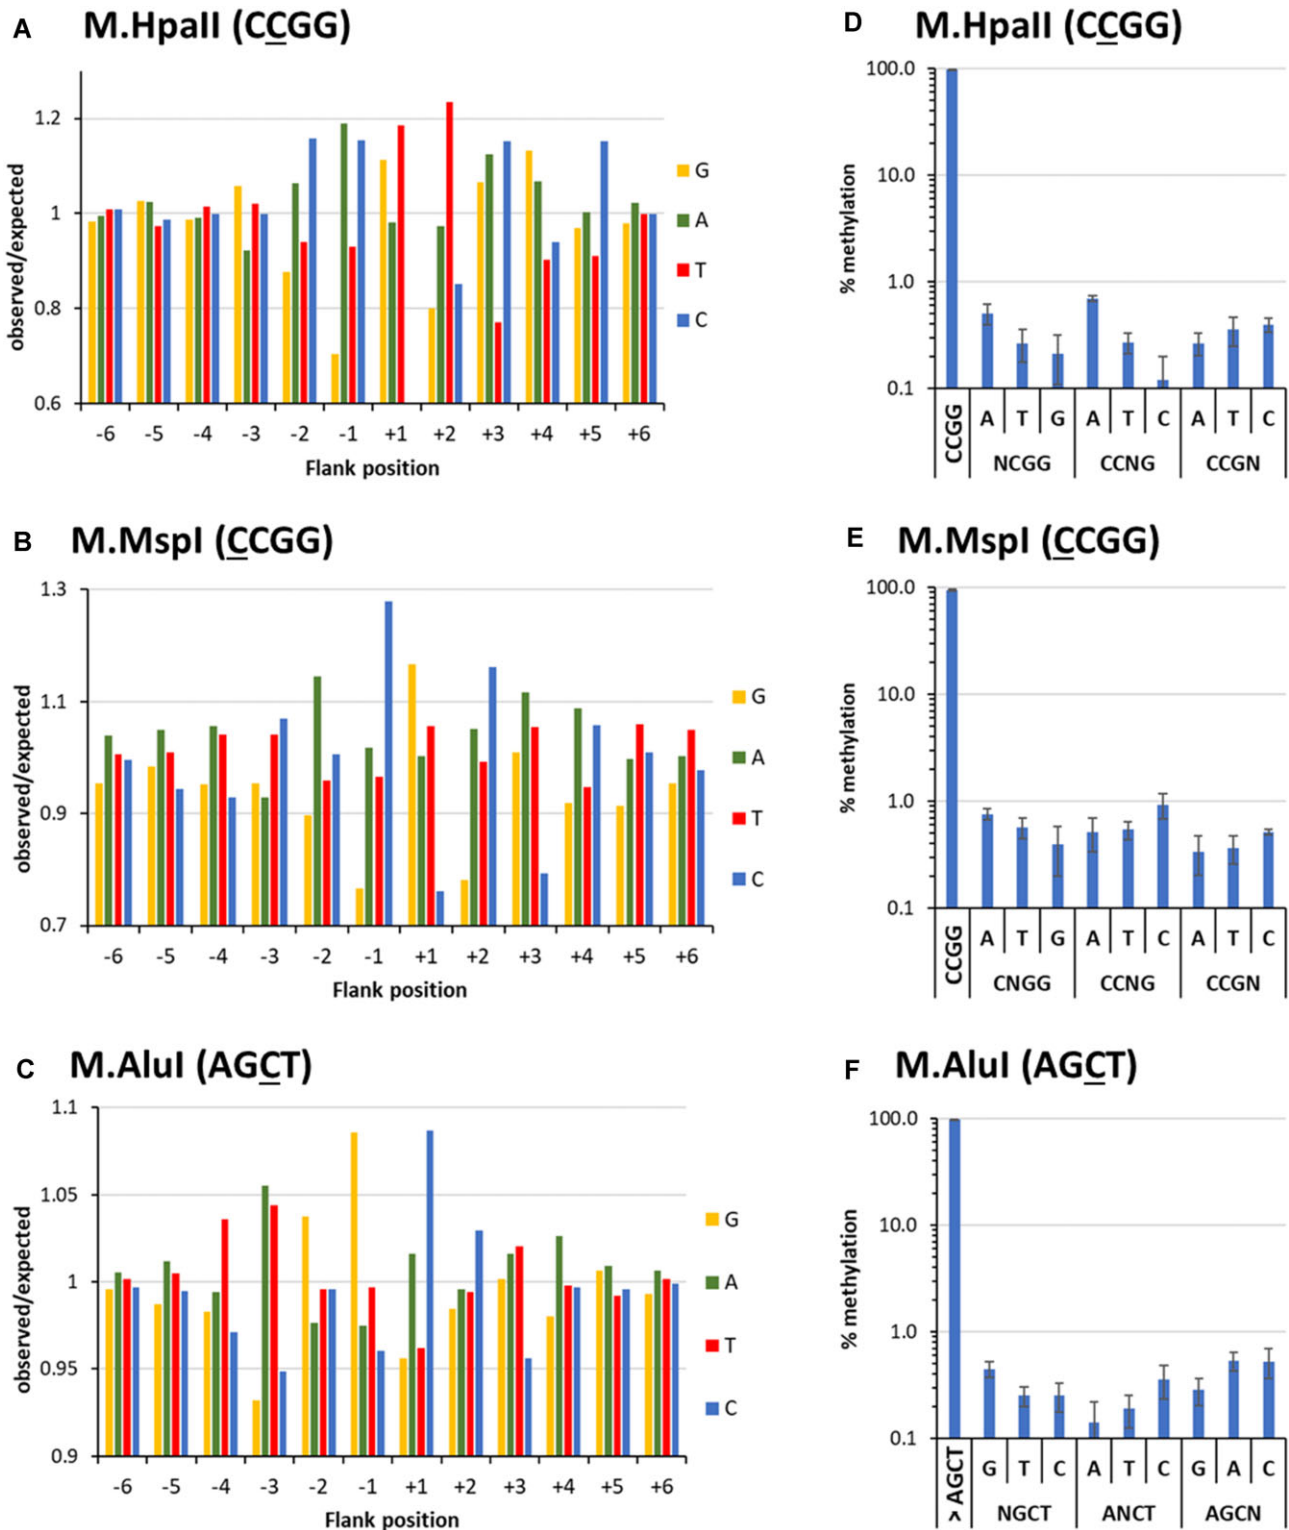 A M.HpaII (CCGG)
observed/expected
1.2
1
0.8
0.6
-6 -5 -4 -3 -2 -1 +1 +2 +3 +4 +5 +6
Flank position
G
A
T
C
D M.HpaII (CCGG)
% methylation
100.0
10.0
1.0
0.1
CCGG A T G A T C A T C
NCGG CCNG CCGN
B M.MspI (CCGG)
observed/expected
1.3
1.1
0.9
0.7
-6 -5 -4 -3 -2 -1 +1 +2 +3 +4 +5 +6
Flank position
G
A
T
C
E M.MspI (CCGG)
% methylation
100.0
10.0
1.0
0.1
CCGG A T G A T C A T C
CNGG CCNG CCGN
C M.AluI (AGCT)
observed/expected
1.1
1.05
1
0.95
0.9
-6 -5 -4 -3 -2 -1 +1 +2 +3 +4 +5 +6
Flank position
G
A
T
C
F M.AluI (AGCT)
% methylation
100.0
10.0
1.0
0.1
> AGCT G T C A T C G A C
NGCT ANCT AGCN